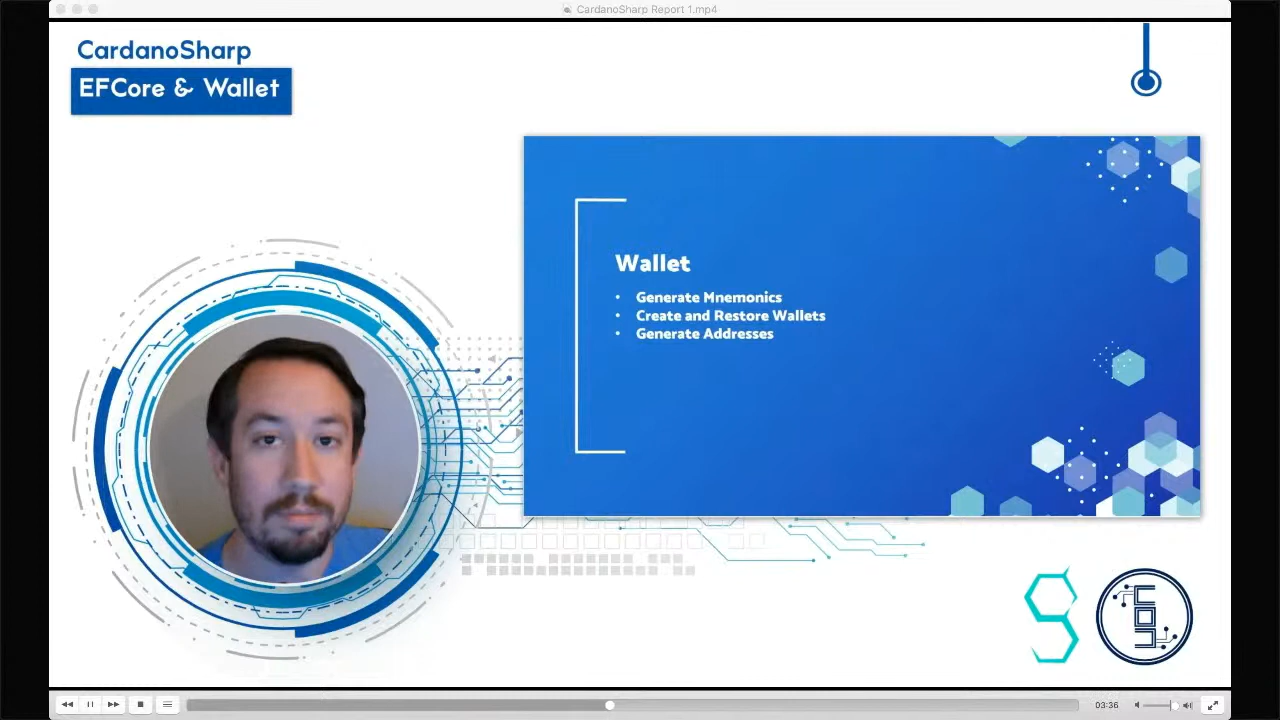 CardanoSharp Report 1.mp4
CardanoSharp
EFCore & Wallet
Wallet
• Generate Mnemonics
• Create and Restore Wallets
• Generate Addresses
03:36